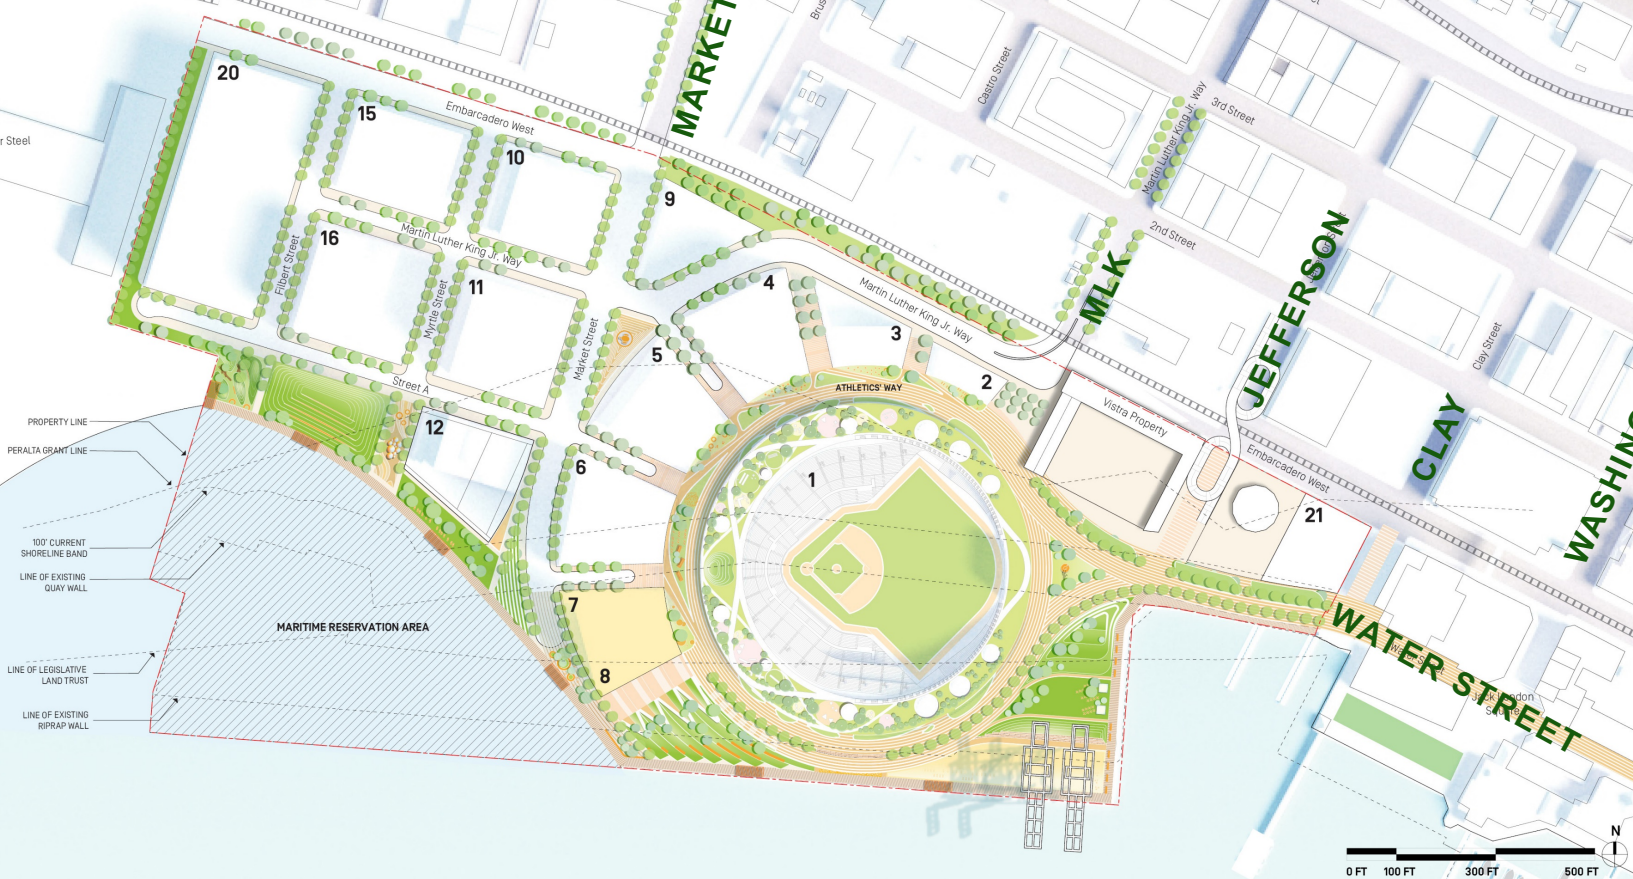 MARKET
20
Embarcadero West
15
10
Castro Street
Martin Luther King Jr. Way
3rd Street
r Steel
9
2nd Street
16
Martin Luther King Jr. Way
Filbert Street
11
Myrtle Street
4
Martin Luther King Jr. Way
MLK
JEFFERSON
3
5
Market Street
2
Clay Street
Street A
ATHLETICS' WAY
Vistra Property
CLAY
WASHING
PROPERTY LINE
PERALTA GRANT LINE
12
6
1
Embarcadero West
21
100' CURRENT
SHORELINE BAND
LINE OF EXISTING
QUAY WALL
7
MARITIME RESERVATION AREA
8
WATER STREET
LINE OF LEGISLATIVE
LAND TRUST
Jack London
Square
LINE OF EXISTING
RIPRAP WALL
N
0 FT 100 FT 300 FT 500 FT